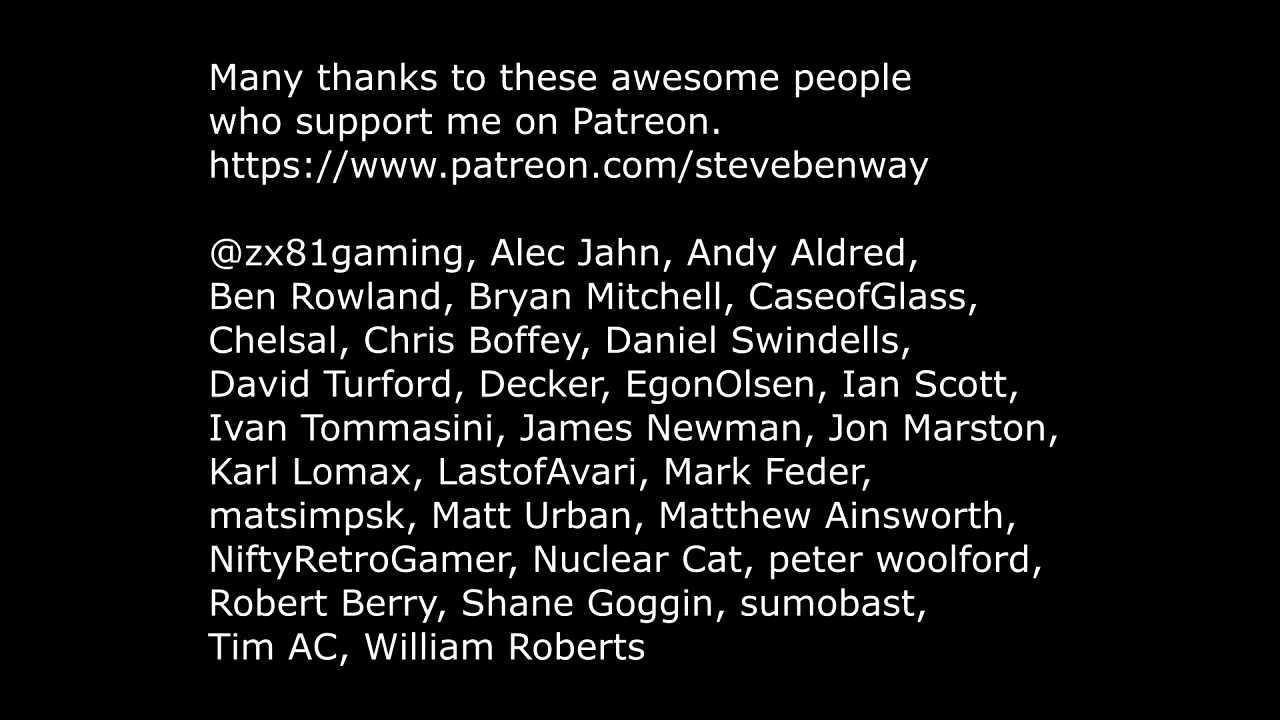 Many thanks to these awesome people
who support me on Patreon.
https://www.patreon.com/stevebenway
@zx81gaming, Alec Jahn, Andy Aldred,
Ben Rowland, Bryan Mitchell, CaseofGlass,
Chelsal, Chris Boffey, Daniel Swindells,
David Turford, Decker, EgonOlsen, Ian Scott,
Ivan Tommasini, James Newman, Jon Marston,
Karl Lomax, LastofAvari, Mark Feder,
matsimpsk, Matt Urban, Matthew Ainsworth,
NiftyRetroGamer, Nuclear Cat, peter woolford,
Robert Berry, Shane Goggin, sumobast,
Tim AC, William Roberts